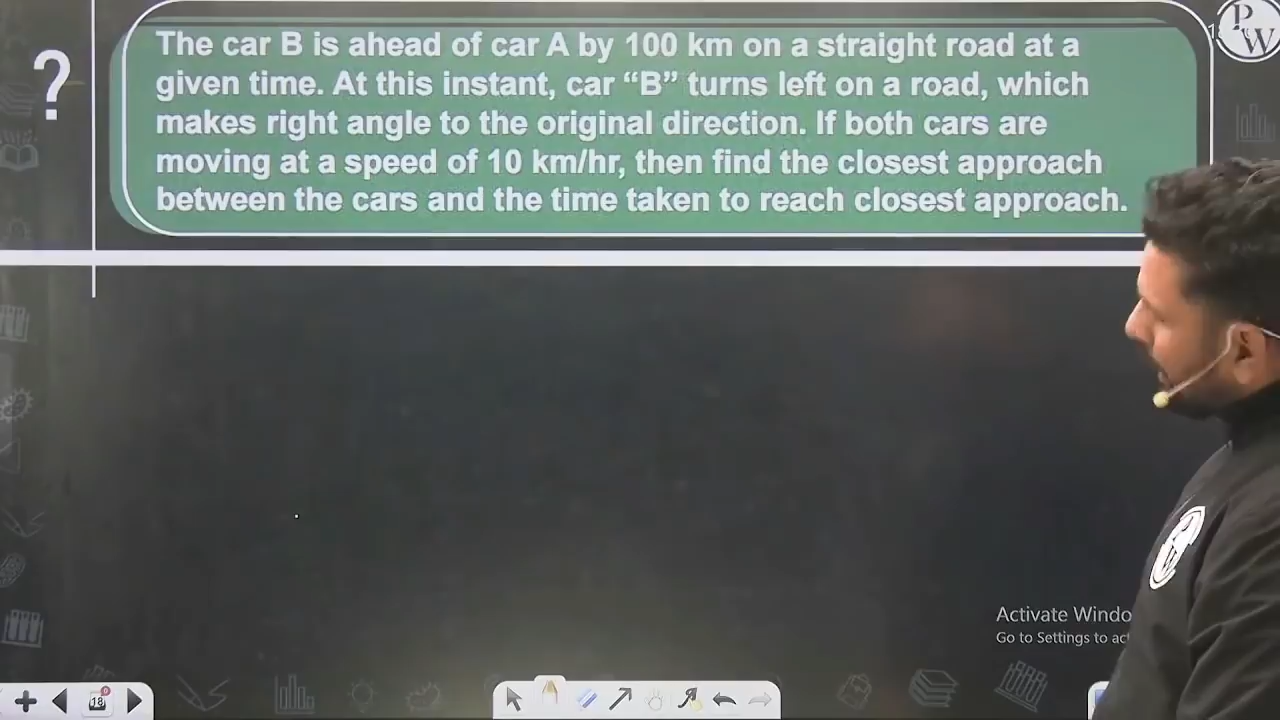 ?
The car B is ahead of car A by 100 km on a straight road at a
given time. At this instant, car “B” turns left on a road, which
makes right angle to the original direction. If both cars are
moving at a speed of 10 km/hr, then find the closest approach
between the cars and the time taken to reach closest approach.
P
W
Activate Windo
Go to Settings to act
18